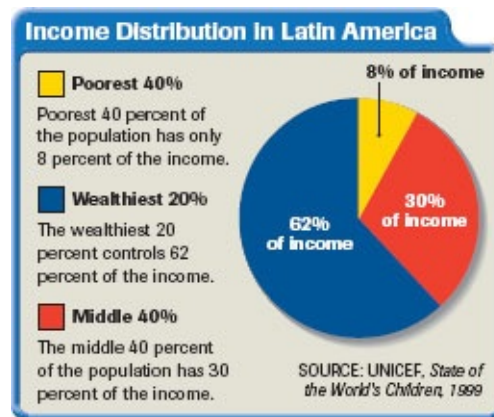 Income Distribution in Latin America
Poorest 40%
Poorest 40 percent of
the population has only
8 percent of the income.
Wealthiest 20%
The wealthiest 20
percent controls 62
percent of the income.
Middle 40%
The middle 40 percent
of the population has 30
percent of the income.
8% of income
30%
of income
62%
of income
SOURCE: UNICEF, State of
the World's Children, 1999